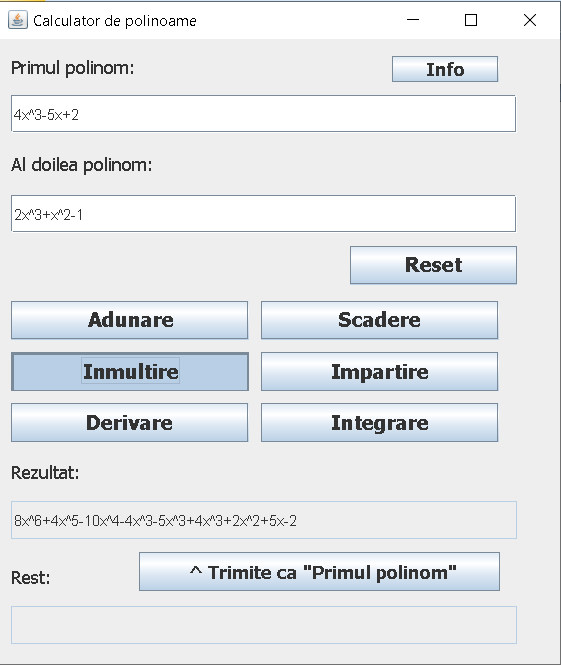 Calculator de polinoame
Primul polinom:
Info
4x^3-5x+2
Al doilea polinom:
2x^3+x^2-1
Reset
Adunare
Scadere
Inmultire
Impartire
Derivare
Integrare
Rezultat:
8x^6+4x^5-10x^4-4x^3-5x^3+4x^3+2x^2+5x-2
^ Trimite ca "Primul polinom"
Rest: